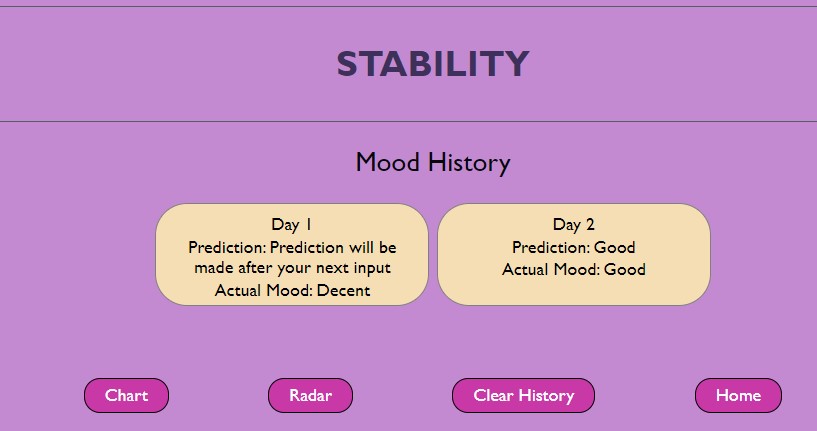 STABILITY
Mood History
Day 1
Prediction: Prediction will be
made after your next input
Actual Mood: Decent
Day 2
Prediction: Good
Actual Mood: Good
Chart
Radar
Clear History
Home